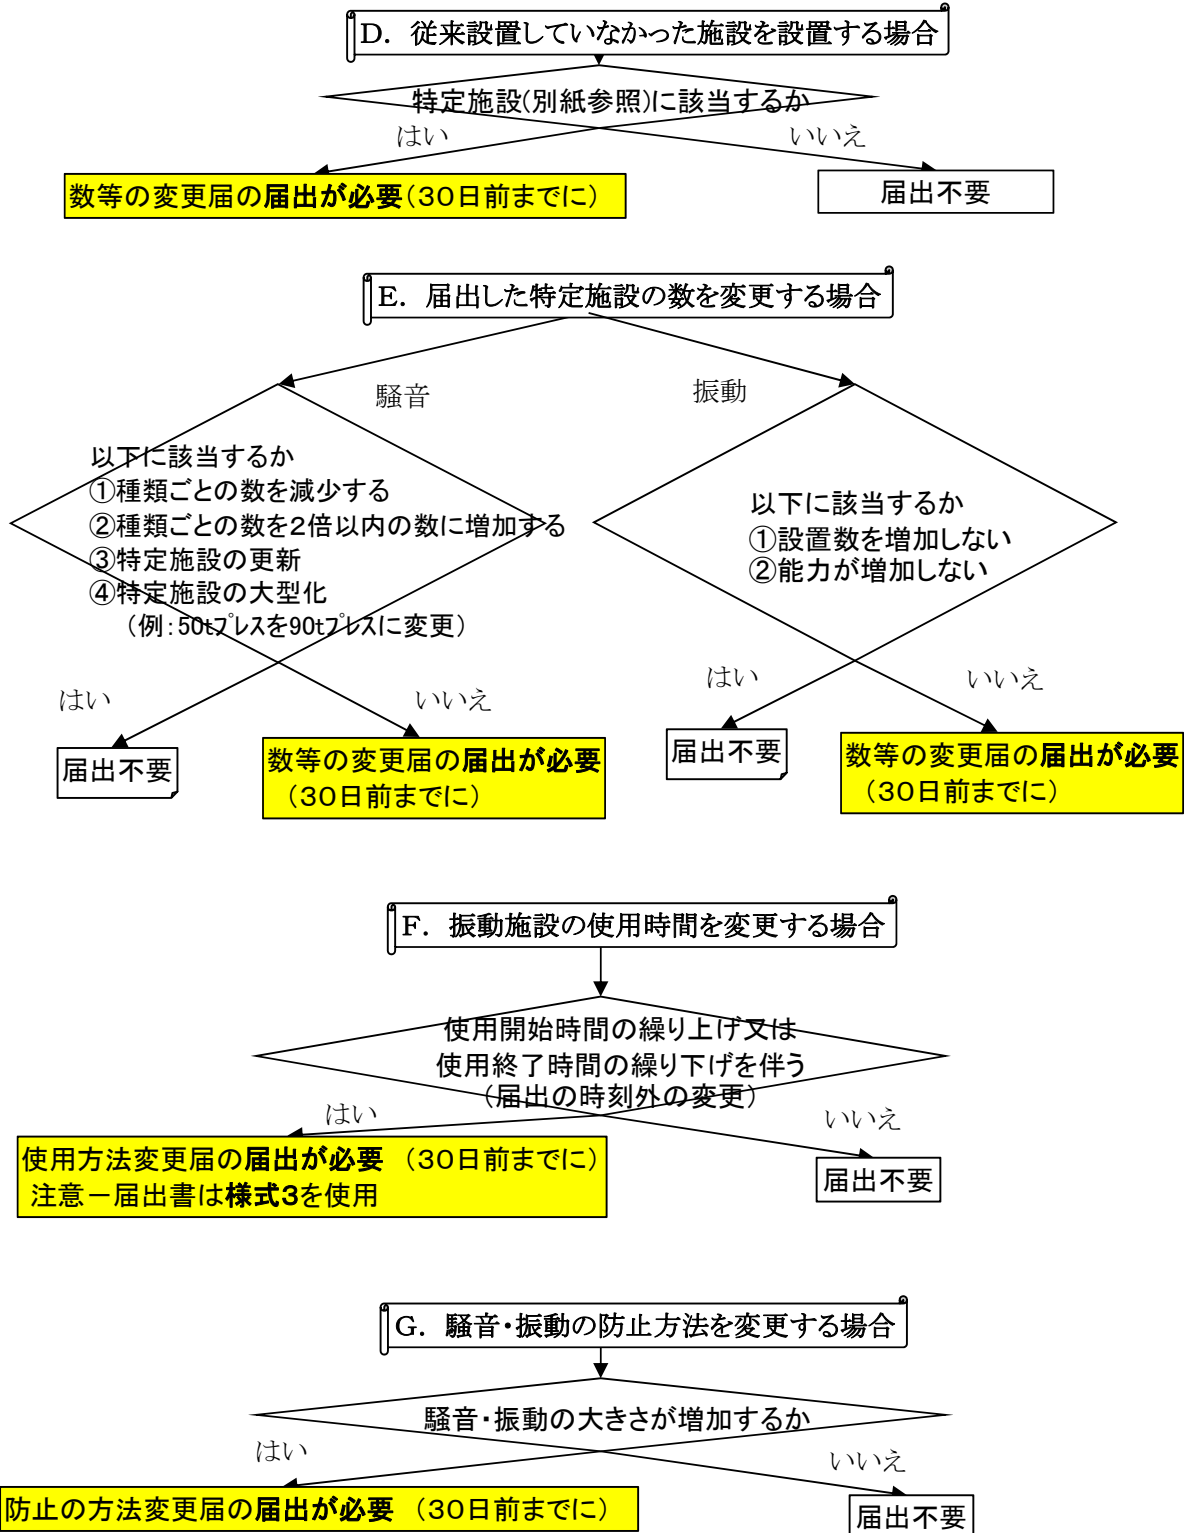 D．従来設置していなかった施設を設置する場合
特定施設(別紙参照)に該当するか
はい
いいえ
数等の変更届の届出が必要(30日前までに)
届出不要
E．届出した特定施設の数を変更する場合
騒音
振動
以下に該当するか
①種類ごとの数を減少する
②種類ごとの数を２倍以内の数に増加する
③特定施設の更新
④特定施設の大型化
（例：50tﾌﾟﾚｽを90tﾌﾟﾚｽに変更）
以下に該当するか
①設置数を増加しない
②能力が増加しない
はい
いいえ
はい
いいえ
届出不要
数等の変更届の届出が必要
（30日前までに）
届出不要
数等の変更届の届出が必要
（30日前までに）
F．振動施設の使用時間を変更する場合
使用開始時間の繰り上げ又は
使用終了時間の繰り下げを伴う
（届出の時刻外の変更）
はい
いいえ
使用方法変更届の届出が必要（30日前までに）
注意－届出書は様式3を使用
届出不要
G．騒音・振動の防止方法を変更する場合
騒音・振動の大きさが増加するか
はい
いいえ
防止の方法変更届の届出が必要（30日前までに）
届出不要